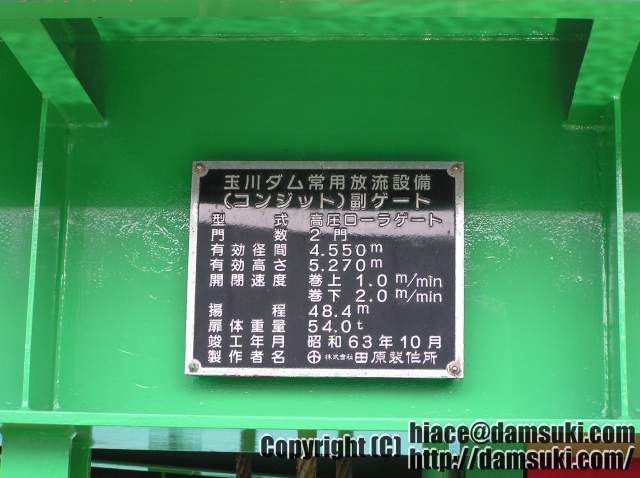 玉川ダム常用放流設備
(コンジット)副ゲート
型式 高圧ローラゲート
門数 2門
有効径間 4.550m
有効高さ 5.270m
開閉速度 巻上 1.0 m/min
巻下 2.0 m/min
揚程 48.4m
扉体重量 54.0t
竣工年月 昭和63年10月
製作者名 株式会社田原製作所
Copyright (C) hiace@damsuki.com
http://damsuki.com/